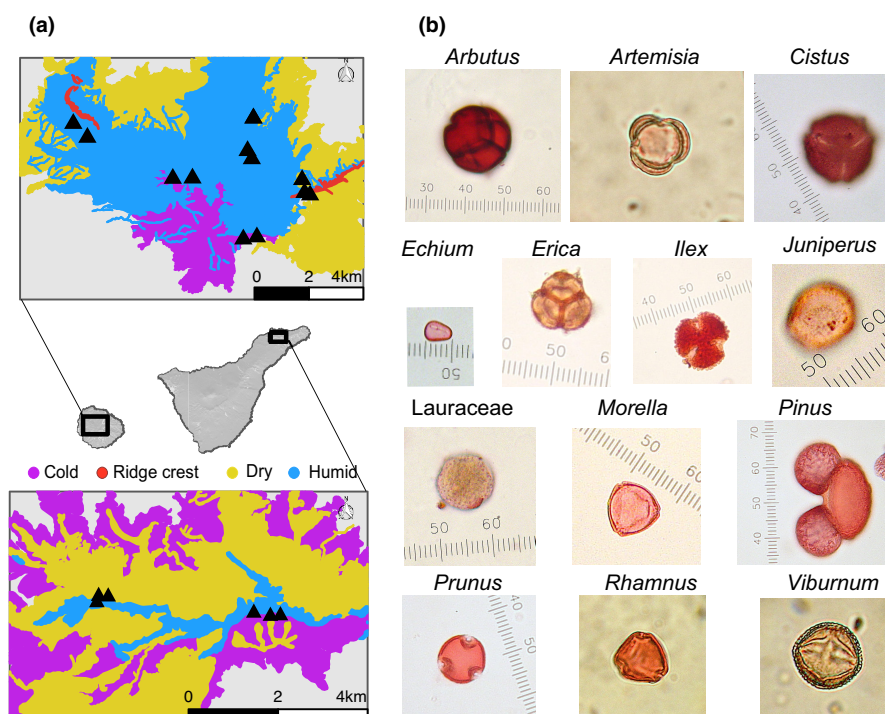 (a)
(b)
N
0 2 4km
Cold Ridge crest Dry Humid
N
0 2 4km
Arbutus Artemisia Cistus
30 40 50 60
50 40
Echium Erica Ilex Juniperus
50
0 50 6
40 50 60
50 60
Lauraceae Morella Pinus
50 60
50 60
70 60 50 40
Prunus Rhamnus Viburnum
40 50